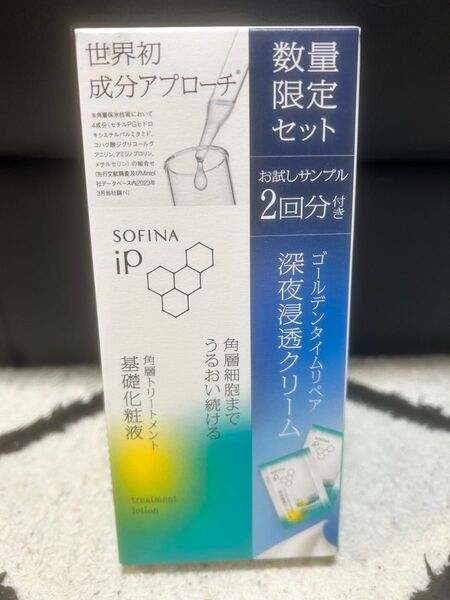 世界初
成分アプローチ※
※角層保水技術において
4成分(セチルPGヒドロ
キシエチルパルミタミド、
コハク酸ジグリコールグ
アニジン、アミノプロリン、
メチルセリン)の組合せ
(先行文献調査及びMintel
社データベース内2023年
3月当社調べ)
SOFINA
iP
角層細胞まで
うるおい続ける
角層トリートメント
基礎化粧液
treatment
lotion
数量
限定
セット
お試しサンプル
2回分付き
ゴールデンタイムリペア
深夜浸透クリーム
SOFINA
iP